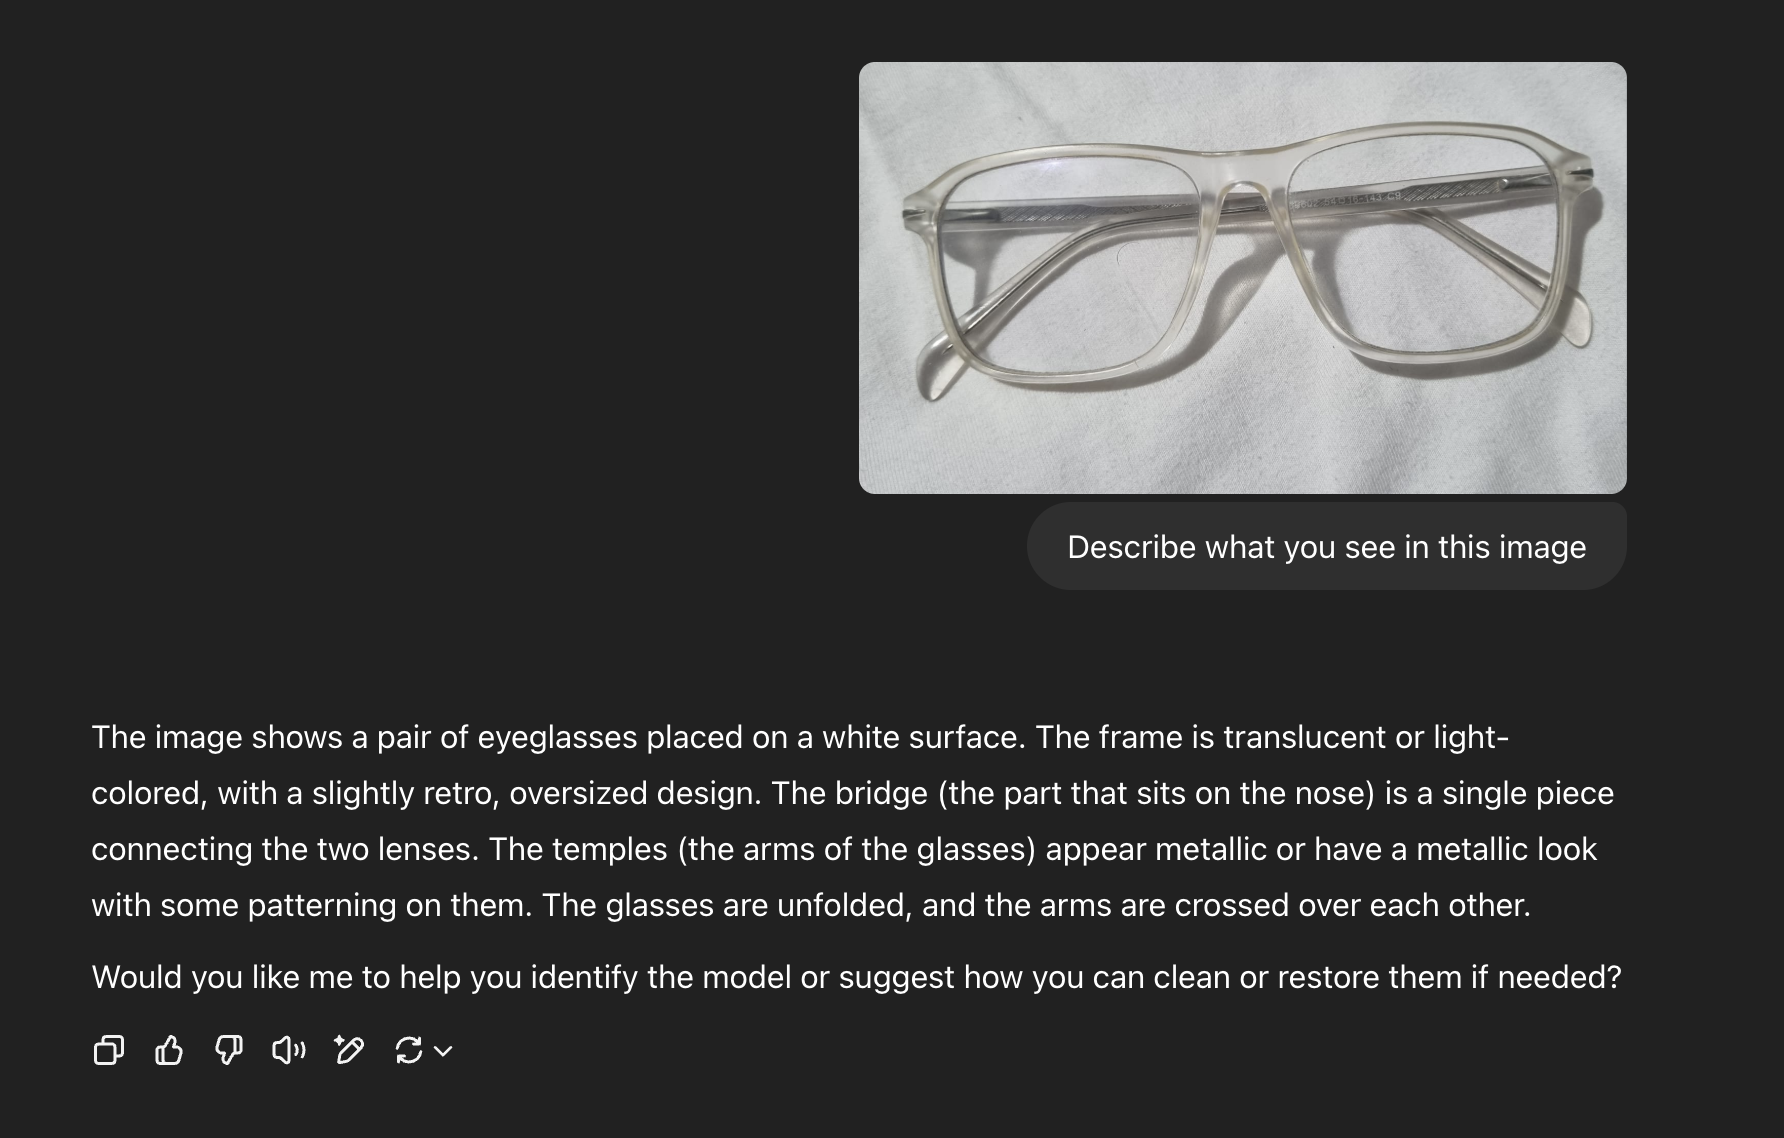 Describe what you see in this image
The image shows a pair of eyeglasses placed on a white surface. The frame is translucent or light-
colored, with a slightly retro, oversized design. The bridge (the part that sits on the nose) is a single piece
connecting the two lenses. The temples (the arms of the glasses) appear metallic or have a metallic look
with some patterning on them. The glasses are unfolded, and the arms are crossed over each other.
Would you like me to help you identify the model or suggest how you can clean or restore them if needed?